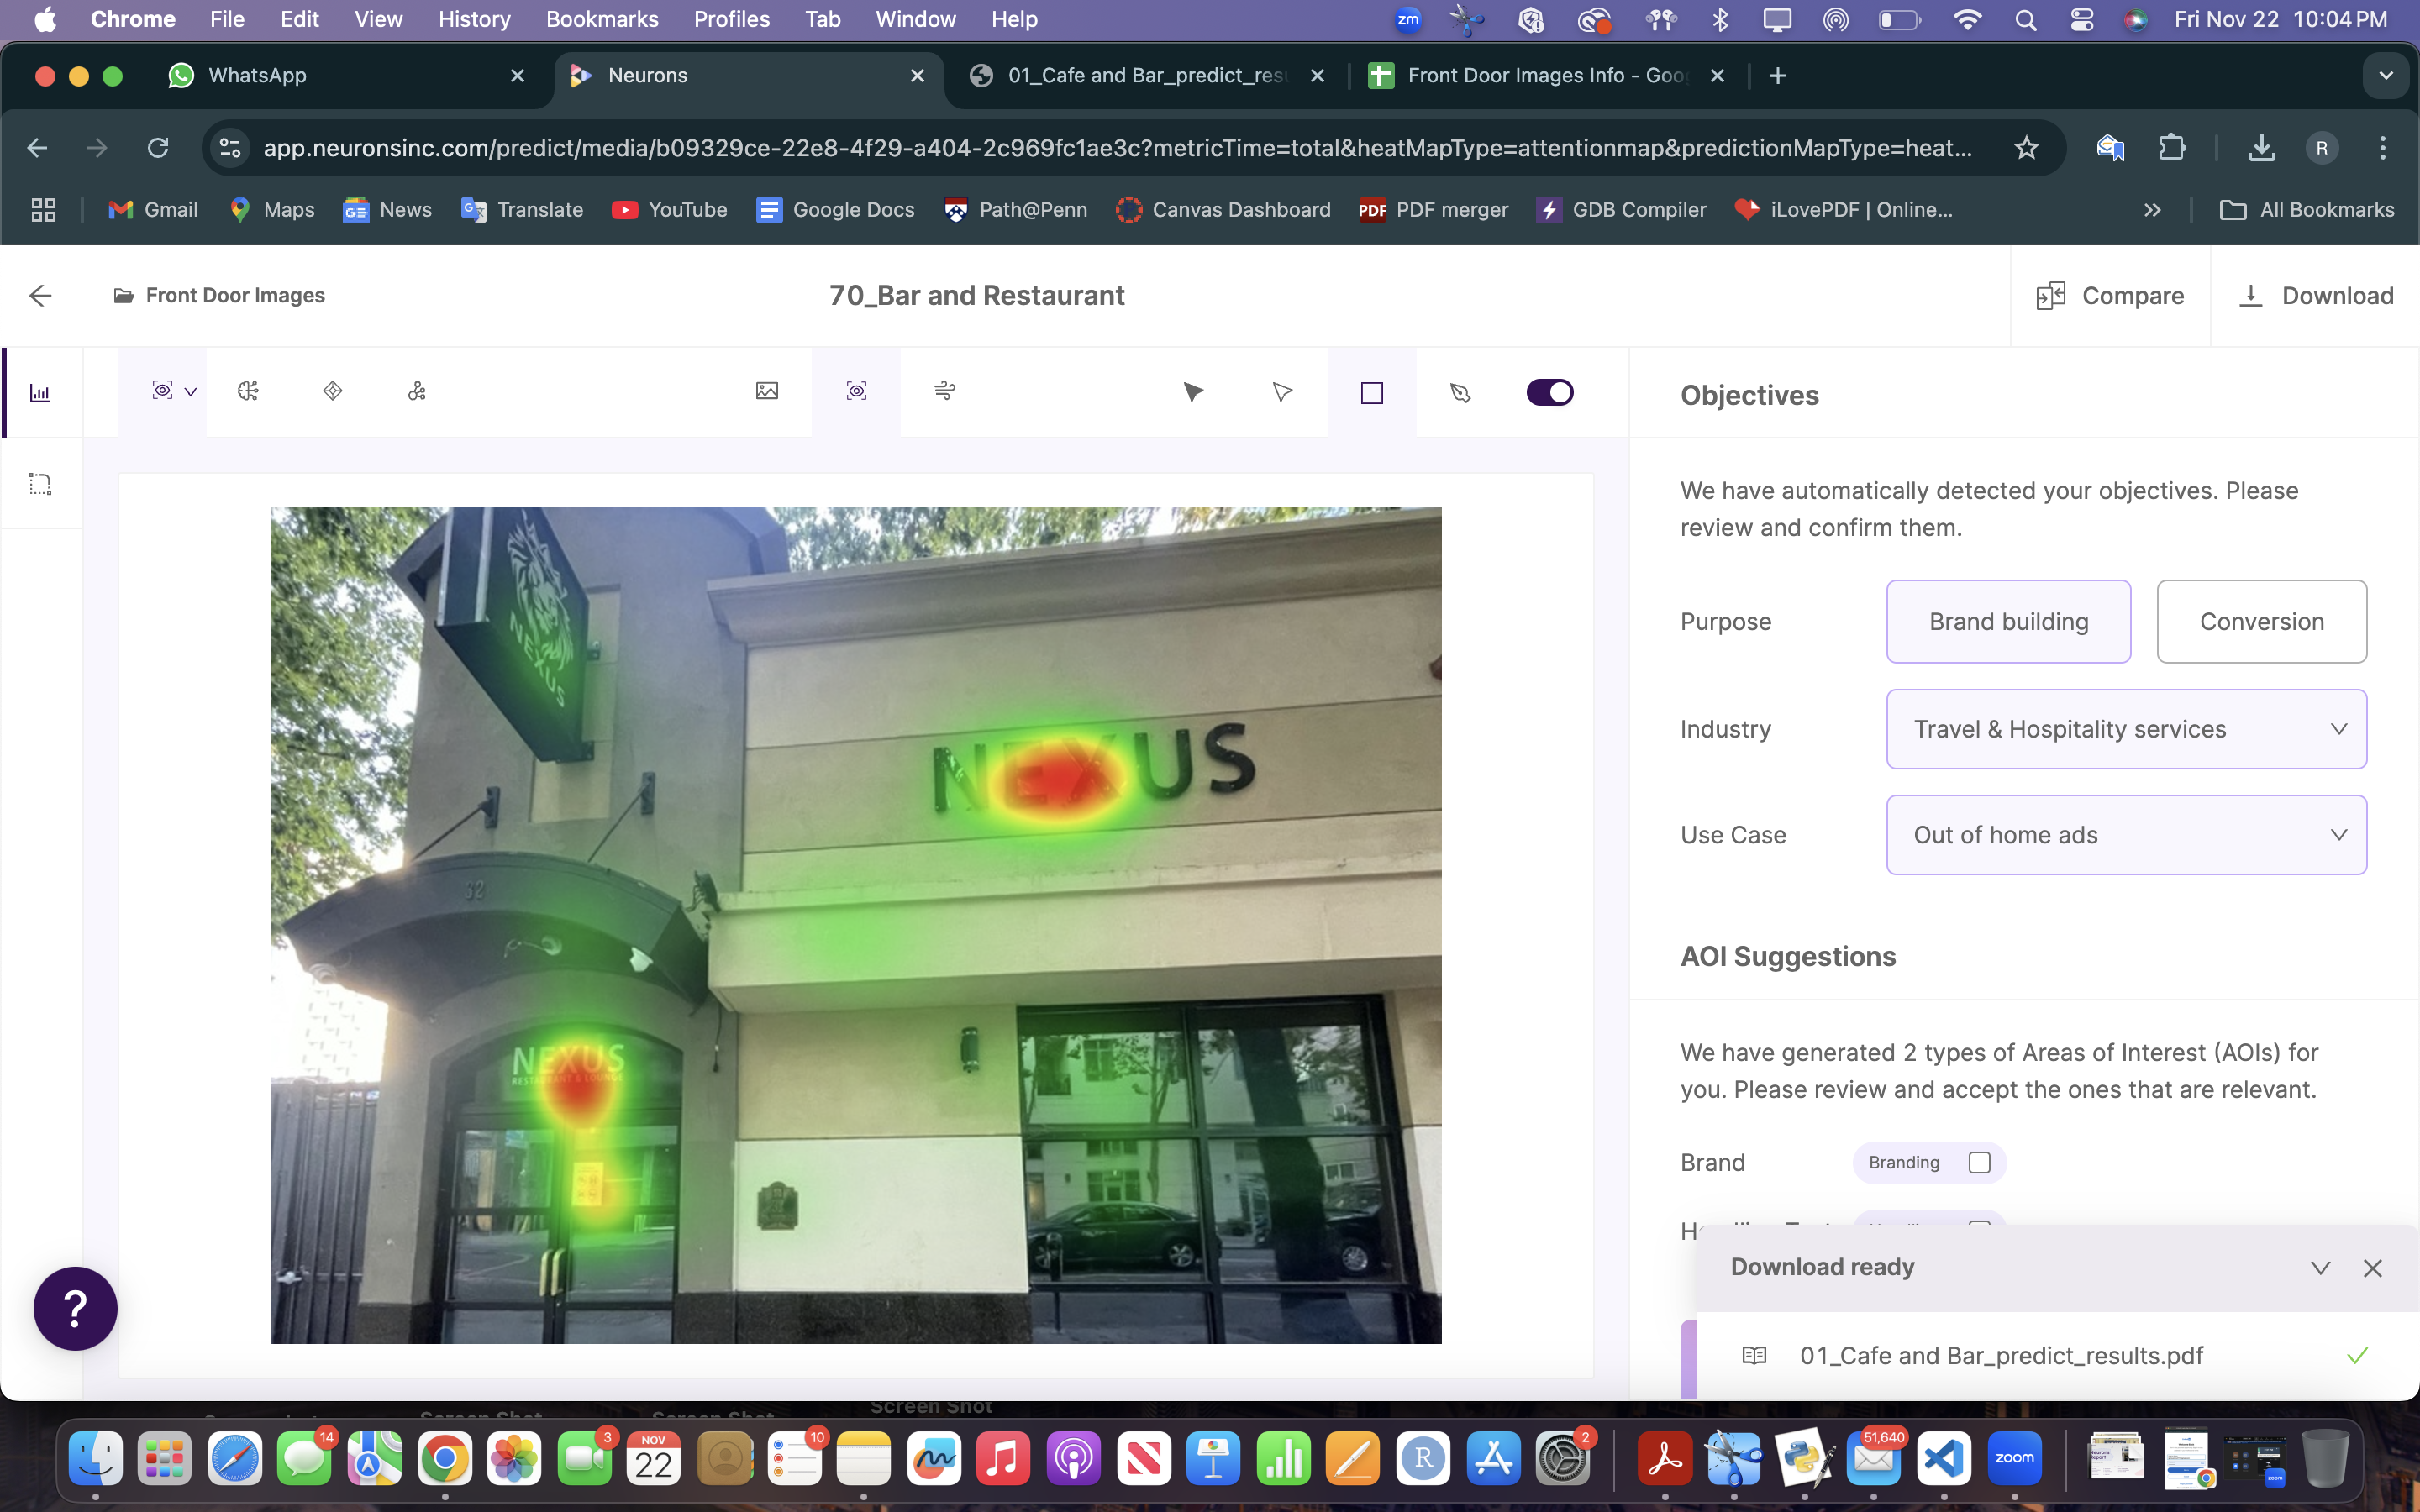 Chrome File Edit View History Bookmarks Profiles Tab Window Help
zm
Fri Nov 22 10:04 PM
WhatsApp
Neurons
01_Cafe and Bar_predict_resu
Front Door Images Info - Goo
app.neuronsinc.com/predict/media/b09329ce-22e8-4f29-a404-2c969fc1ae3c?metricTime=total&heatMapType=attentionmap&predictionMapType=heat...
R
Gmail
Maps
News
Translate
YouTube
Google Docs
Path@Penn
Canvas Dashboard
PDF
PDF merger
GDB Compiler
iLovePDF | Online...
All Bookmarks
Front Door Images
70_Bar and Restaurant
Compare
Download
Objectives
We have automatically detected your objectives. Please
review and confirm them.
Purpose
Brand building
Conversion
Industry
Travel & Hospitality services
Use Case
Out of home ads
AOI Suggestions
We have generated 2 types of Areas of Interest (AOIs) for
you. Please review and accept the ones that are relevant.
Brand
Branding
Download ready
01_Cafe and Bar_predict_results.pdf
NEXUS
NEXUS
32
NEXUS
RESTAURANT & LOUNGE
?
Screen Shot
14
3
NOV
22
10
R
2
51,640
zoom